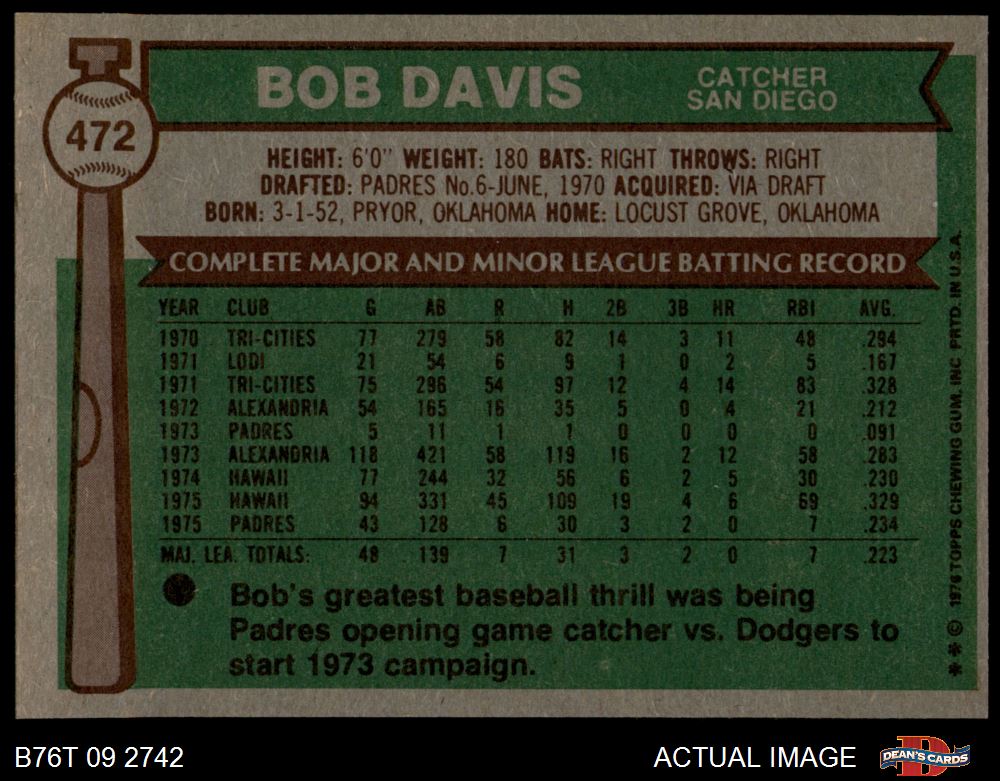 472
BOB DAVIS
CATCHER
SAN DIEGO
HEIGHT: 6'0" WEIGHT: 180 BATS: RIGHT THROWS: RIGHT
DRAFTED: PADRES No.6-JUNE, 1970 ACQUIRED: VIA DRAFT
BORN: 3-1-52, PRYOR, OKLAHOMA HOME: LOCUST GROVE, OKLAHOMA
COMPLETE MAJOR AND MINOR LEAGUE BATTING RECORD
YEAR CLUB G AB R H 2B 3B HR RBI AVG.
1970 TRI-CITIES 77 279 58 82 14 3 11 48 .294
1971 LODI 21 54 6 9 1 0 2 5 .167
1971 TRI-CITIES 75 296 54 97 12 4 14 83 .328
1972 ALEXANDRIA 54 165 16 35 5 0 4 21 .212
1973 PADRES 5 11 1 1 0 0 0 0 .091
1973 ALEXANDRIA 118 421 58 119 16 2 12 58 .283
1974 HAWAII 77 244 32 56 6 2 5 30 .230
1975 HAWAII 94 331 45 109 19 4 6 69 .329
1975 PADRES 43 128 6 30 3 2 0 7 .234
MAJ. LEA. TOTALS: 48 139 7 31 3 2 0 7 .223
Bob's greatest baseball thrill was being
Padres opening game catcher vs. Dodgers to
start 1973 campaign.
** © 1976 TOPPS CHEWING GUM, INC. PRTD. IN U.S.A.
B76T 09 2742
ACTUAL IMAGE
DEAN'S CARDS